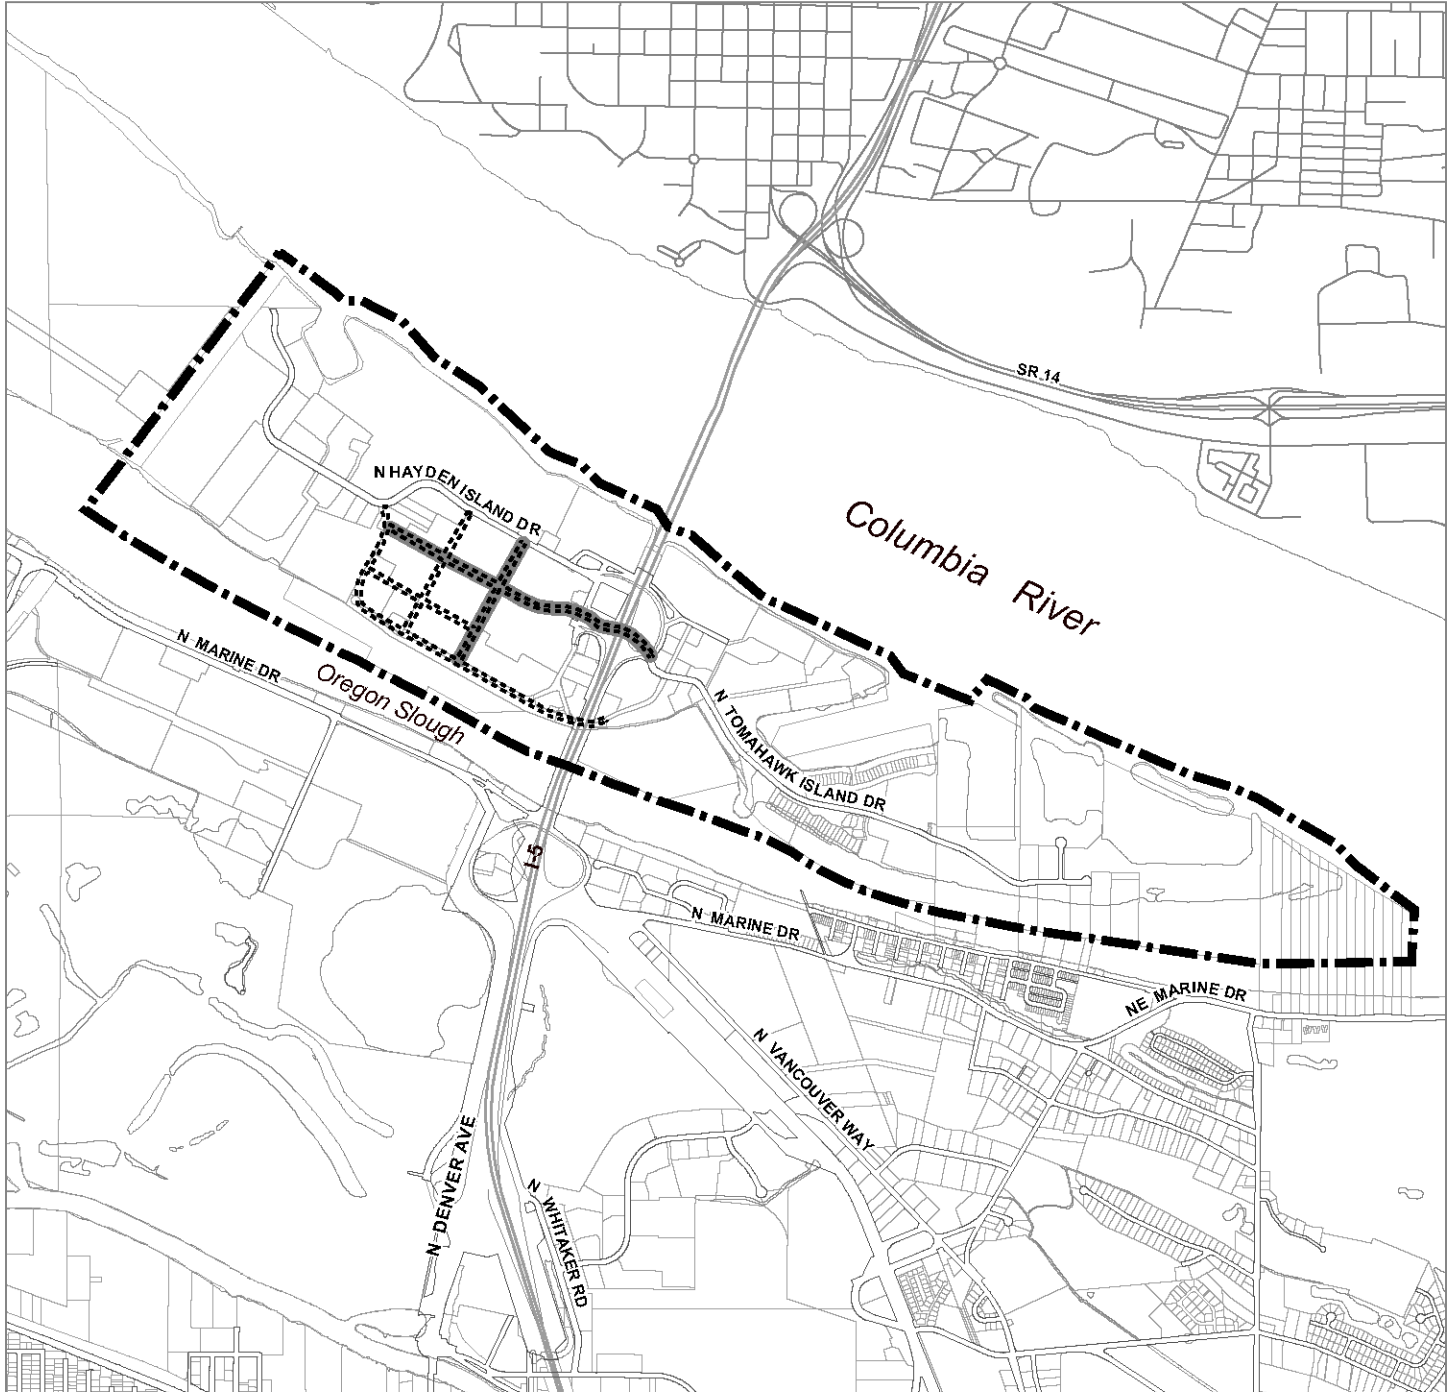 SR 14
N HAYDEN ISLAND DR
Columbia River
N MARINE DR
Oregon Slough
N TOMAHAWK ISLAND DR
I-5
N MARINE DR
NE MARINE DR
N VANCOUVER WAY
N DENVER AVE
N WHITAKER RD